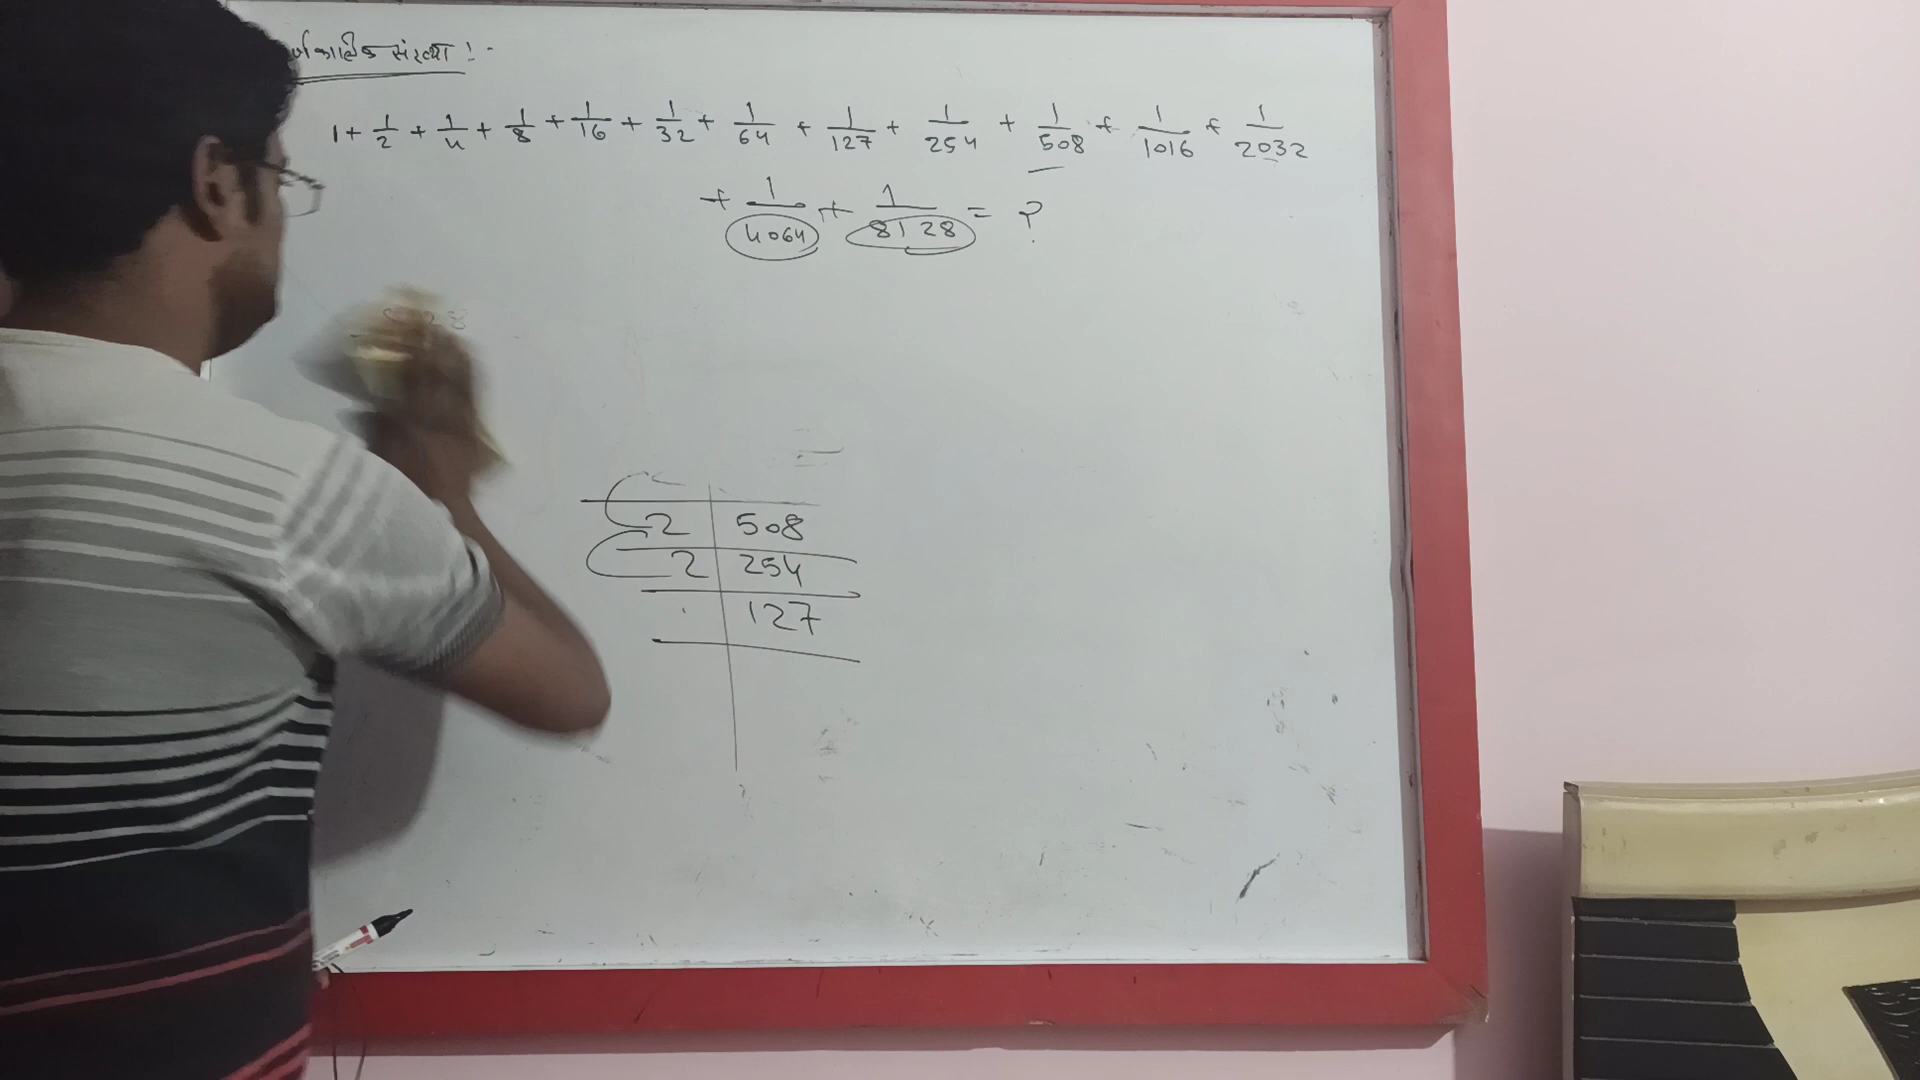 संख्या :-
1 + 1/2 + 1/4 + 1/8 + 1/16 + 1/32 + 1/64 + 1/127 + 1/254 + 1/508 + 1/1016 + 1/2032
+ 1/4064 + 1/8128 = ?
2 | 508
2 | 254
127